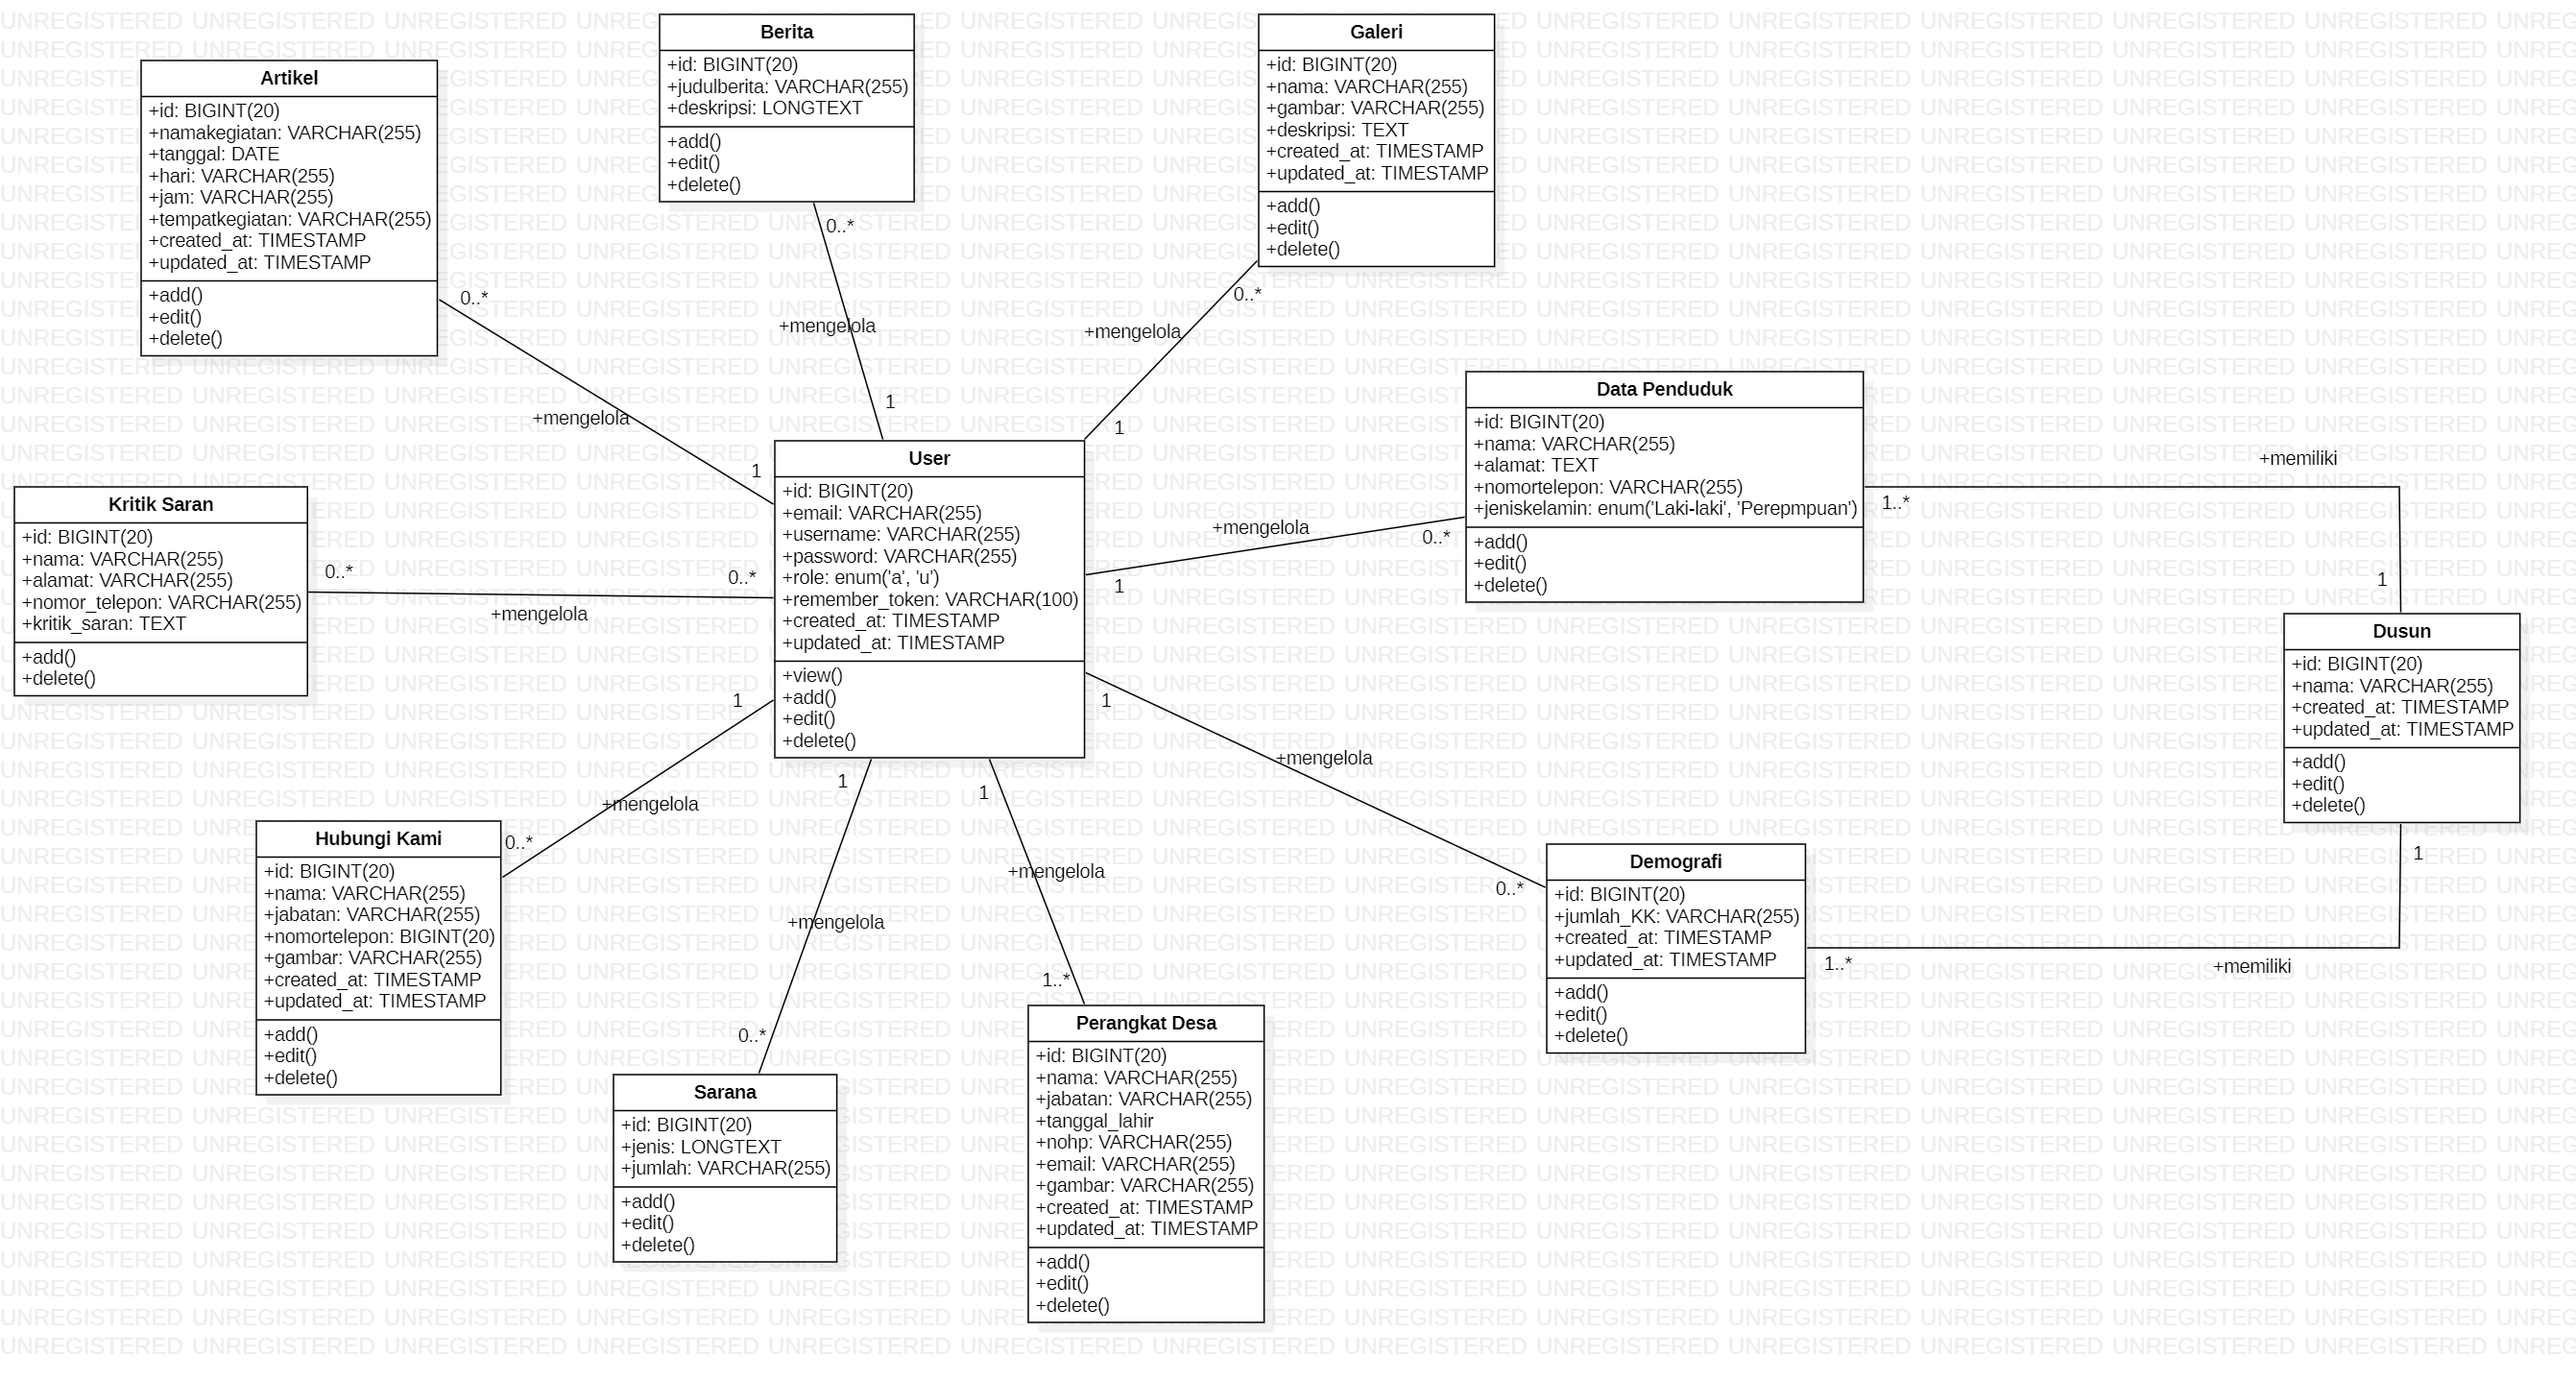 Berita
+id: BIGINT(20)
+judulberita: VARCHAR(255)
+deskripsi: LONGTEXT
+add()
+edit()
+delete()
Galeri
+id: BIGINT(20)
+nama: VARCHAR(255)
+gambar: VARCHAR(255)
+deskripsi: TEXT
+created_at: TIMESTAMP
+updated_at: TIMESTAMP
+add()
+edit()
+delete()
Artikel
+id: BIGINT(20)
+namakegiatan: VARCHAR(255)
+tanggal: DATE
+hari: VARCHAR(255)
+jam: VARCHAR(255)
+tempatkegiatan: VARCHAR(255)
+created_at: TIMESTAMP
+updated_at: TIMESTAMP
+add()
+edit()
+delete()
0..*
+mengelola
1
0..*
+mengelola
1
0..*
+mengelola
1
Data Penduduk
+id: BIGINT(20)
+nama: VARCHAR(255)
+alamat: TEXT
+nomortelepon: VARCHAR(255)
+jeniskelamin: enum('Laki-laki', 'Perepmpuan')
+add()
+edit()
+delete()
+memiliki
1..*
1
User
+id: BIGINT(20)
+email: VARCHAR(255)
+username: VARCHAR(255)
+password: VARCHAR(255)
+role: enum('a', 'u')
+remember_token: VARCHAR(100)
+created_at: TIMESTAMP
+updated_at: TIMESTAMP
+view()
+add()
+edit()
+delete()
+mengelola
0..*
1
Kritik Saran
+id: BIGINT(20)
+nama: VARCHAR(255)
+alamat: VARCHAR(255)
+nomor_telepon: VARCHAR(255)
+kritik_saran: TEXT
+add()
+delete()
0..*
0..*
+mengelola
Dusun
+id: BIGINT(20)
+nama: VARCHAR(255)
+created_at: TIMESTAMP
+updated_at: TIMESTAMP
+add()
+edit()
+delete()
1
+mengelola
0..*
1
+mengelola
0..*
1
+mengelola
1..*
1
+mengelola
0..*
Hubungi Kami
+id: BIGINT(20)
+nama: VARCHAR(255)
+jabatan: VARCHAR(255)
+nomortelepon: BIGINT(20)
+gambar: VARCHAR(255)
+created_at: TIMESTAMP
+updated_at: TIMESTAMP
+add()
+edit()
+delete()
Demografi
+id: BIGINT(20)
+jumlah_KK: VARCHAR(255)
+created_at: TIMESTAMP
+updated_at: TIMESTAMP
+add()
+edit()
+delete()
1
1..*
+memiliki
Sarana
+id: BIGINT(20)
+jenis: LONGTEXT
+jumlah: VARCHAR(255)
+add()
+edit()
+delete()
Perangkat Desa
+id: BIGINT(20)
+nama: VARCHAR(255)
+jabatan: VARCHAR(255)
+tanggal_lahir
+nohp: VARCHAR(255)
+email: VARCHAR(255)
+gambar: VARCHAR(255)
+created_at: TIMESTAMP
+updated_at: TIMESTAMP
+add()
+edit()
+delete()
UNREGISTERED